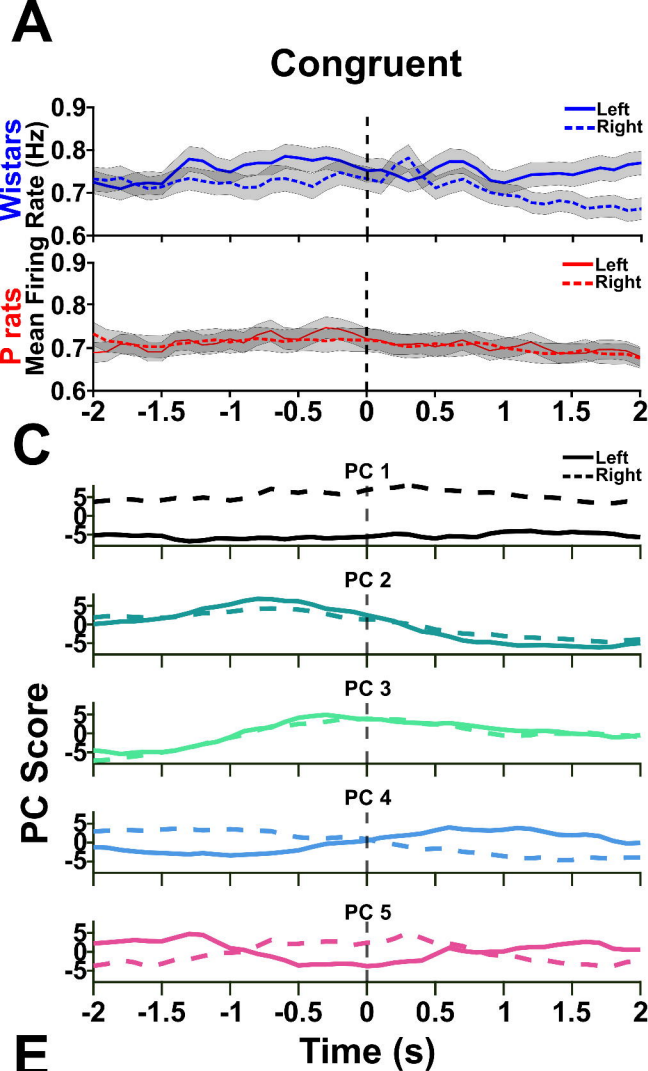 A
Congruent
Wistars
P rats
Mean Firing Rate (Hz)
0.9
0.8
0.7
0.6
Left
Right
0.9
0.8
0.7
0.6
Left
Right
-2 -1.5 -1 -0.5 0 0.5 1 1.5 2
C
Left
Right
PC Score
PC 1
5
0
-5
PC 2
5
0
-5
PC 3
5
0
-5
PC 4
5
0
-5
PC 5
5
0
-5
-2 -1.5 -1 -0.5 0 0.5 1 1.5 2
Time (s)
E